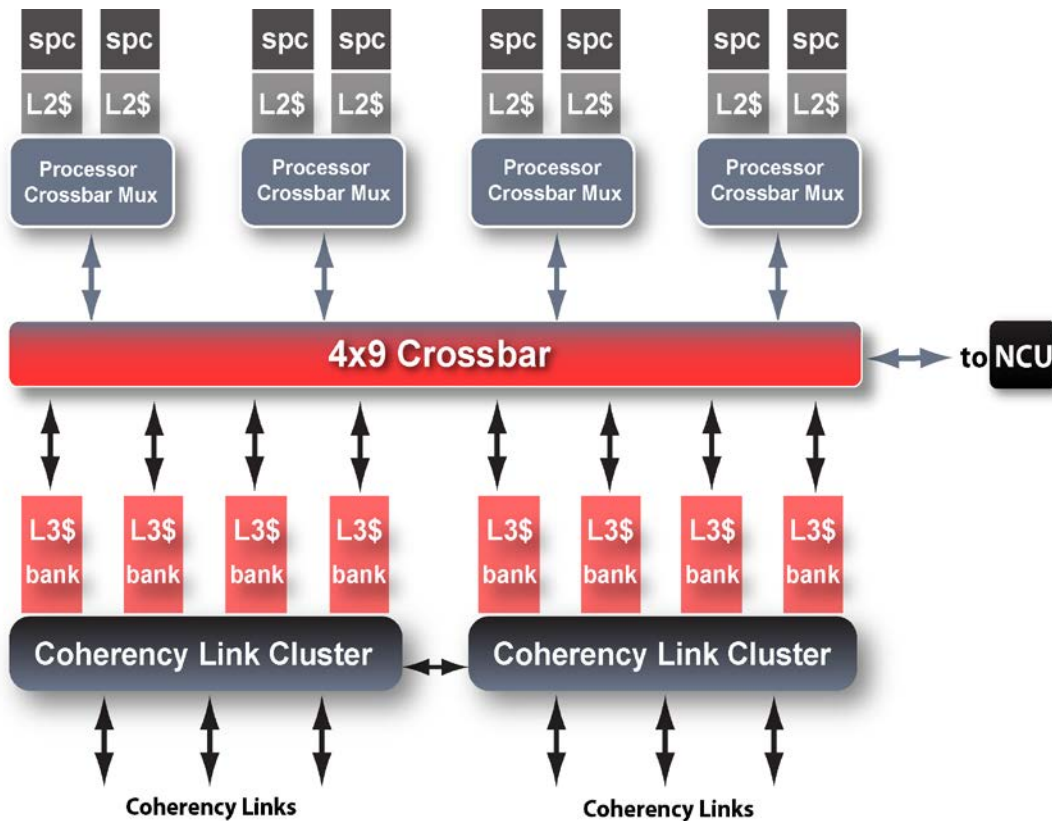 spc spc spc spc spc spc spc spc
L2$ L2$ L2$ L2$ L2$ L2$ L2$ L2$
Processor Processor Processor Processor
Crossbar Mux Crossbar Mux Crossbar Mux Crossbar Mux
4x9 Crossbar
to NCU
L3$ L3$ L3$ L3$ L3$ L3$ L3$ L3$
bank bank bank bank bank bank bank bank
Coherency Link Cluster Coherency Link Cluster
Coherency Links Coherency Links